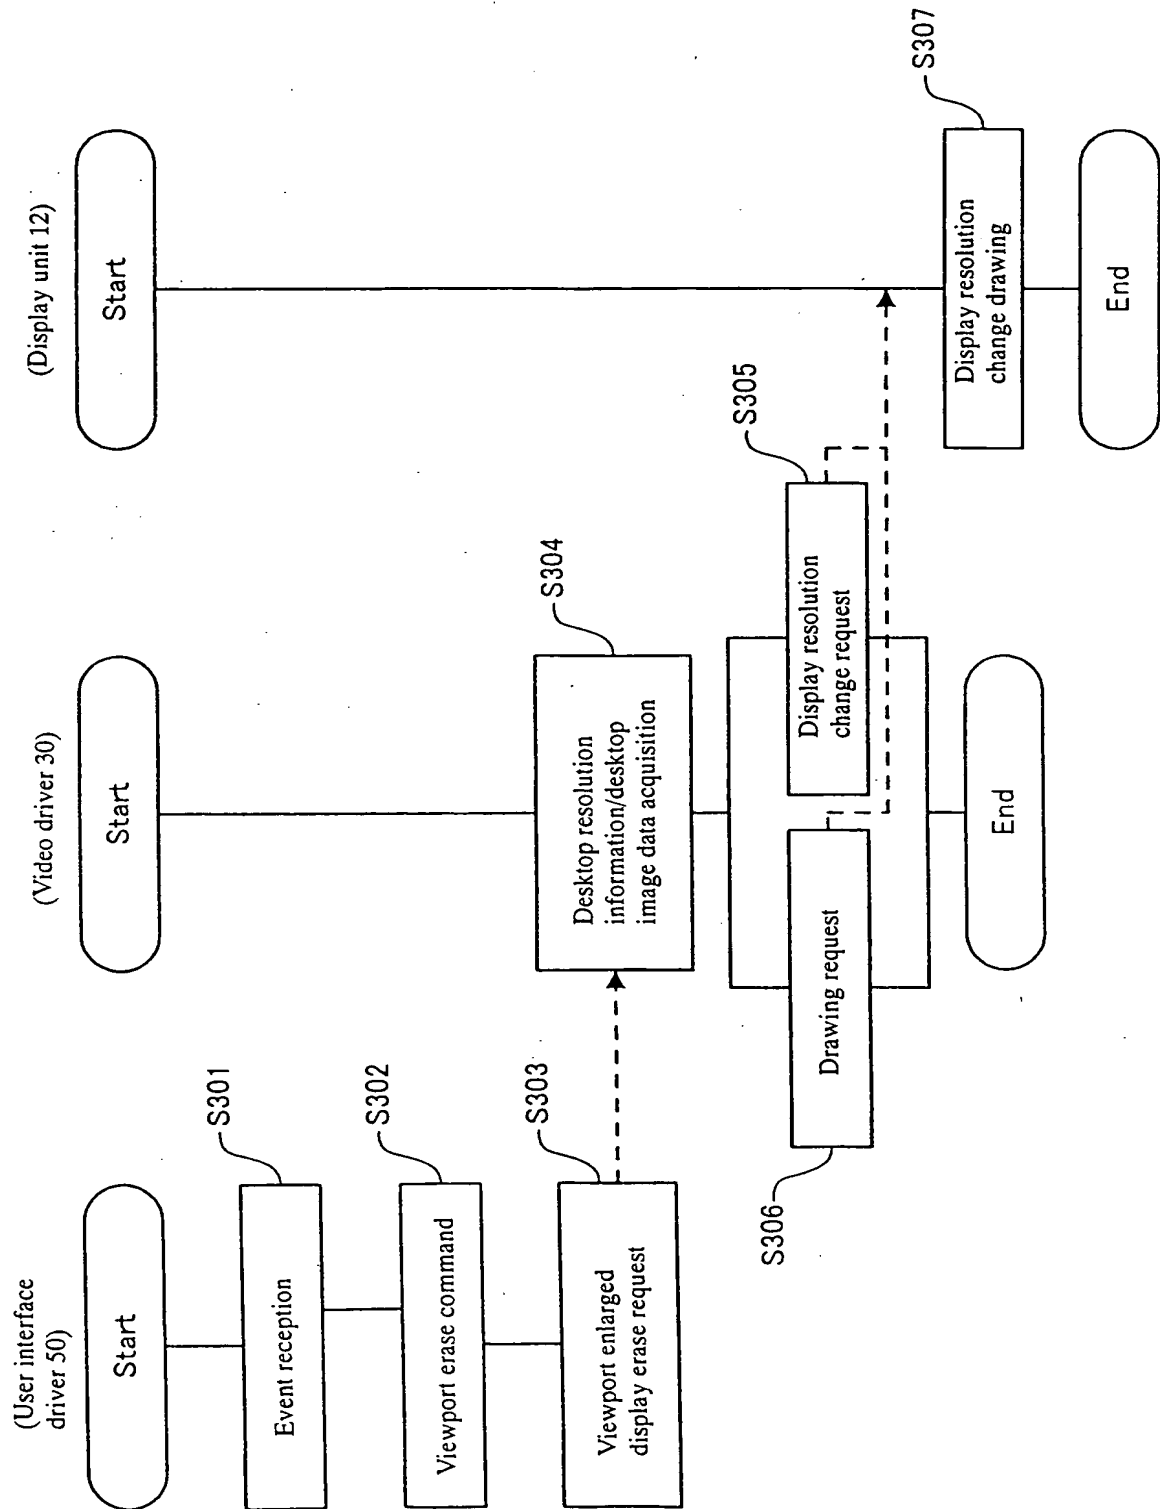 (User interface
driver 50)
Start
Event reception
S301
Viewport erase command
S302
Viewport enlarged
display erase request
S303
(Video driver 30)
Start
Desktop resolution
information/desktop
image data acquisition
S304
Display resolution
change request
S305
Drawing request
S306
End
(Display unit 12)
Start
Display resolution
change drawing
S307
End